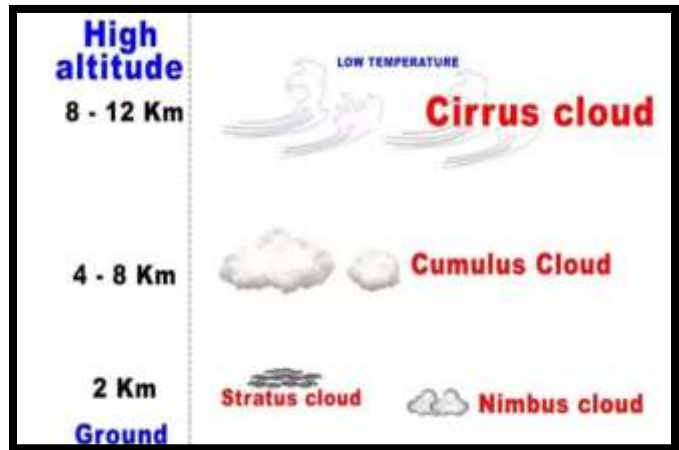 High
altitude
LOW TEMPERATURE
8 - 12 Km
Cirrus cloud
4 - 8 Km
Cumulus Cloud
2 Km
Stratus cloud
Nimbus cloud
Ground